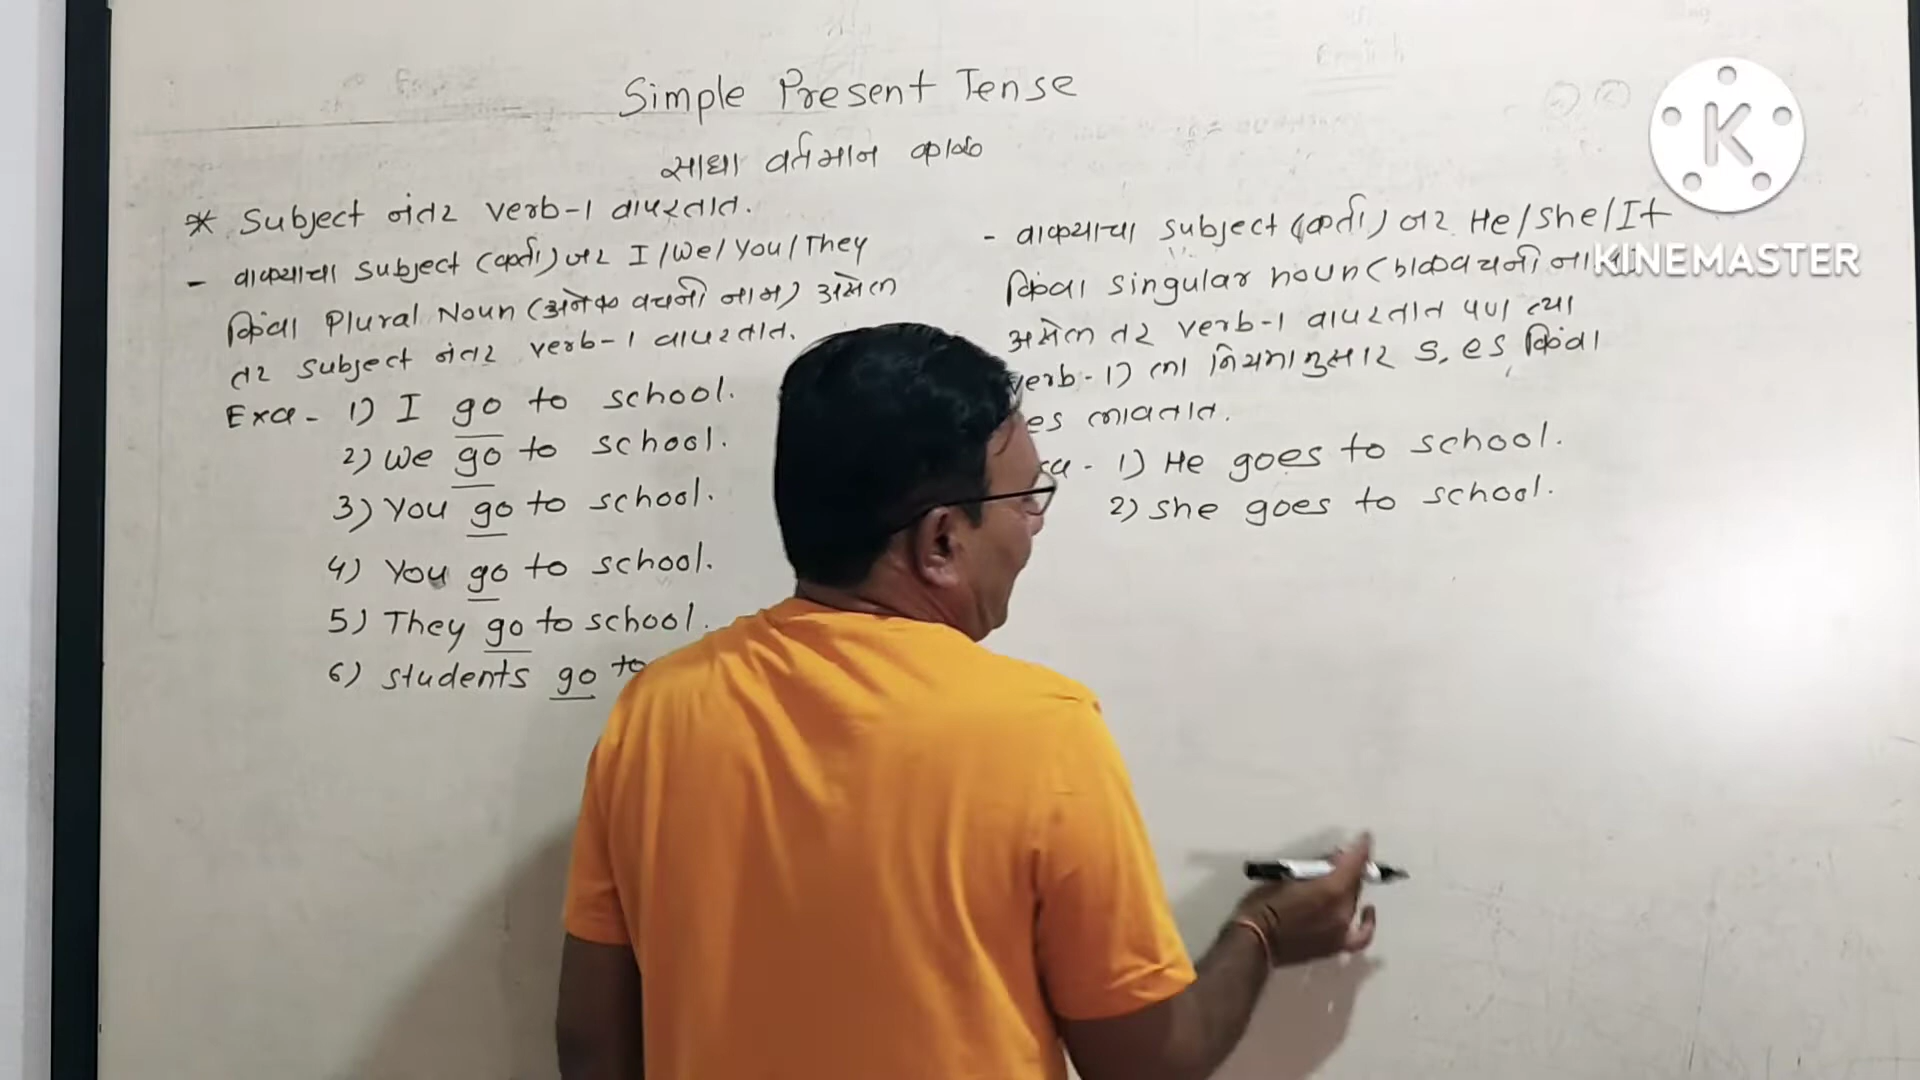 Simple Present Tense
साधा वर्तमान काळ
* Subject नंतर verb-1 वापरतात.
- वाक्याचा subject (कर्ता) जर I/We/You/They
किंवा Plural Noun (अनेक वचनी नाम) असेल
तर subject नंतर verb-1 वापरतात.
Exa- 1) I go to school.
2) We go to school.
3) You go to school.
4) You go to school.
5) They go to school.
6) students go to
- वाक्याचा subject (कर्ता) जर He/She/It
किंवा singular noun (एकवचनी
असेल तर verb-1 वापरतात पण त्या
verb-1) ला नियमानुसार s, es किंवा
es लावतात.
- 1) He goes to school.
2) she goes to school.
K
KINEMASTER